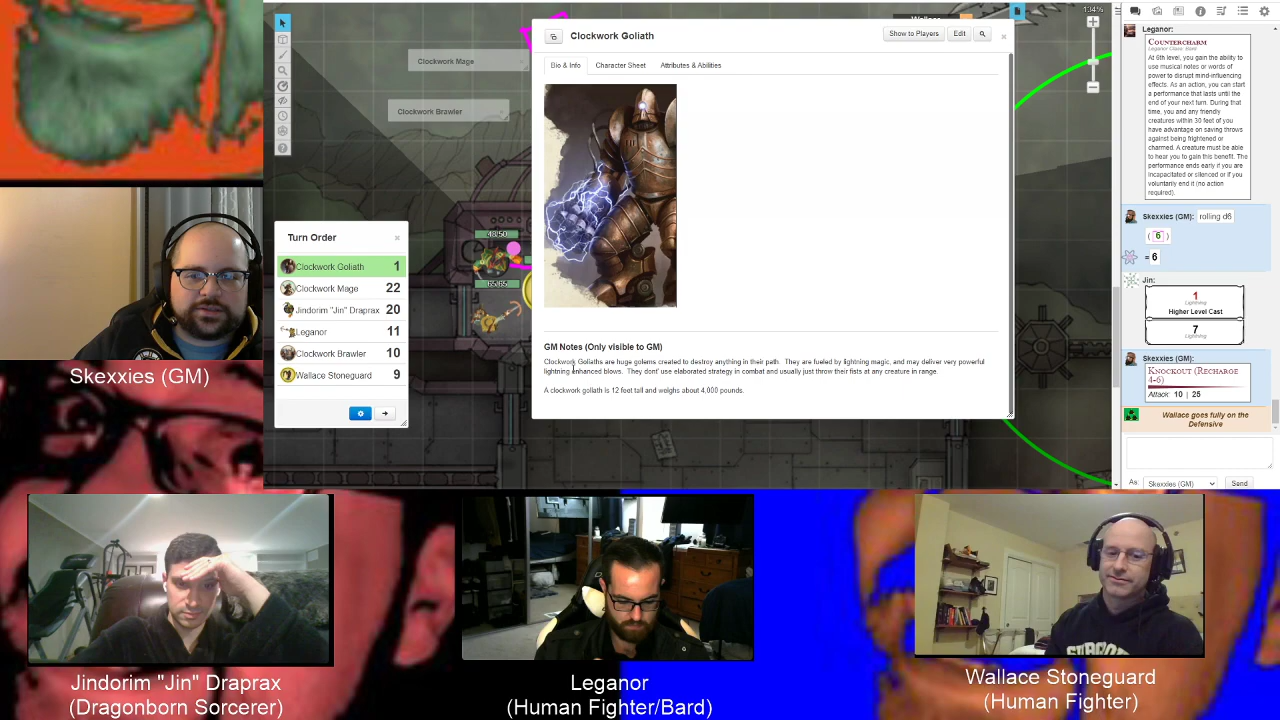 Clockwork Mage
Clockwork Brawler
Turn Order
Clockwork Goliath 1
Clockwork Mage 22
Jindorim "Jin" Draprax 20
Leganor 11
Clockwork Brawler 10
Wallace Stoneguard 9
48/50
65/65
Wallace
Clockwork Goliath
Show to Players
Edit
Bio & Info
Character Sheet
Attributes & Abilities
GM Notes (Only visible to GM)
Clockwork Goliaths are huge golems created to destroy anything in their path. They are fueled by lightning magic, and may deliver very powerful
lightning enhanced blows. They dont' use elaborated strategy in combat and usually just throw their fists at any creature in range.
A clockwork goliath is 12 feet tall and weighs about 4,000 pounds.
134%
Leganor:
Countercharm
Leganor Class: Bard
At 6th level, you gain the ability
to use musical notes or words of
power to disrupt mind-influencing
effects. As an action, you can start
a performance that lasts until the
end of your next turn. During that
time, you and any friendly
creatures within 30 feet of you
have advantage on saving throws
against being frightened or
charmed. A creature must be able
to hear you to gain this benefit. The
performance ends early if you are
incapacitated or silenced or if you
voluntarily end it (no action
required).
Skexxies (GM): rolling d6
( 6 )
= 6
Jin:
1
Lightning
Higher Level Cast
7
Lightning
Skexxies (GM):
Knockout (Recharge
4-6)
Attack: 10 | 25
Wallace goes fully on the
Defensive
As: Skexxies (GM) Send
Skexxies (GM)
Jindorim "Jin" Draprax
(Dragonborn Sorcerer)
Leganor
(Human Fighter/Bard)
Wallace Stoneguard
(Human Fighter)